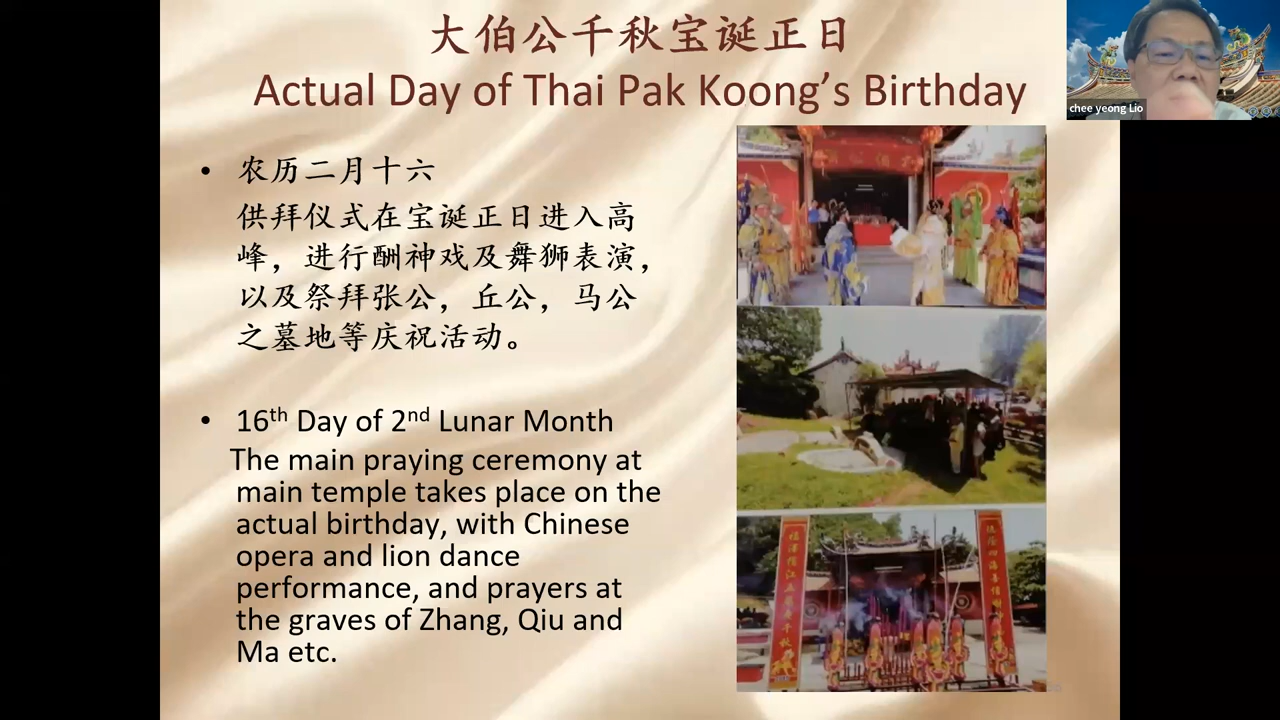 大伯公千秋宝诞正日
Actual Day of Thai Pak Koong’s Birthday
chee yeong Lio
• 农历二月十六
供拜仪式在宝诞正日进入高
峰，进行酬神戏及舞狮表演，
以及祭拜张公，丘公，马公
之墓地等庆祝活动。
• 16th Day of 2nd Lunar Month
The main praying ceremony at
main temple takes place on the
actual birthday, with Chinese
opera and lion dance
performance, and prayers at
the graves of Zhang, Qiu and
Ma etc.